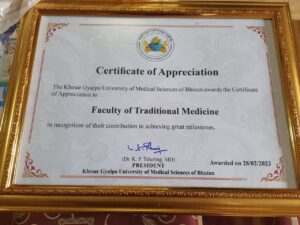 Certificate of Appreciation
The Khesar Gyalpo University of Medical Sciences of Bhutan awards the Certificate
of Appreciation to
Faculty of Traditional Medicine
in recognition of their contribution in achieving great milestones.
(Dr. K. P. Tshering, MD)
PRESIDENT
Khesar Gyalpo University of Medical Sciences of Bhutan
Awarded on 28/02/2023